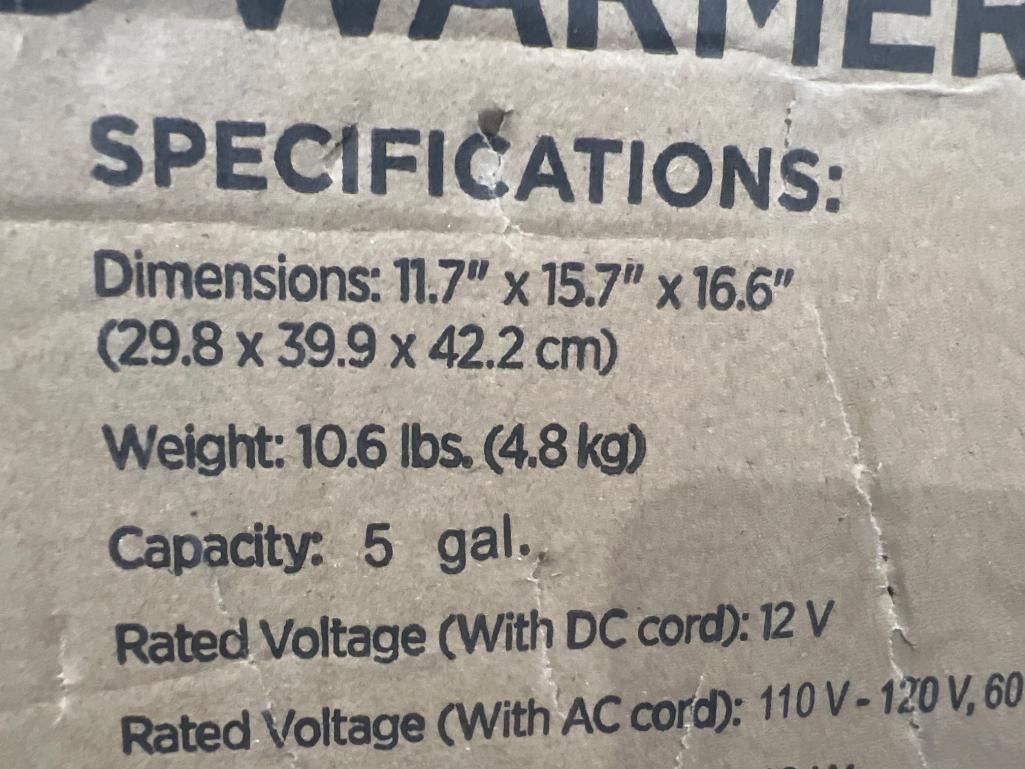 WARMER
SPECIFICATIONS:
Dimensions: 11.7" x 15.7" x 16.6"
(29.8 x 39.9 x 42.2 cm)
Weight: 10.6 lbs. (4.8 kg)
Capacity: 5 gal.
Rated Voltage (With DC cord): 12 V
Rated Voltage (With AC cord): 110 V - 120 V, 60